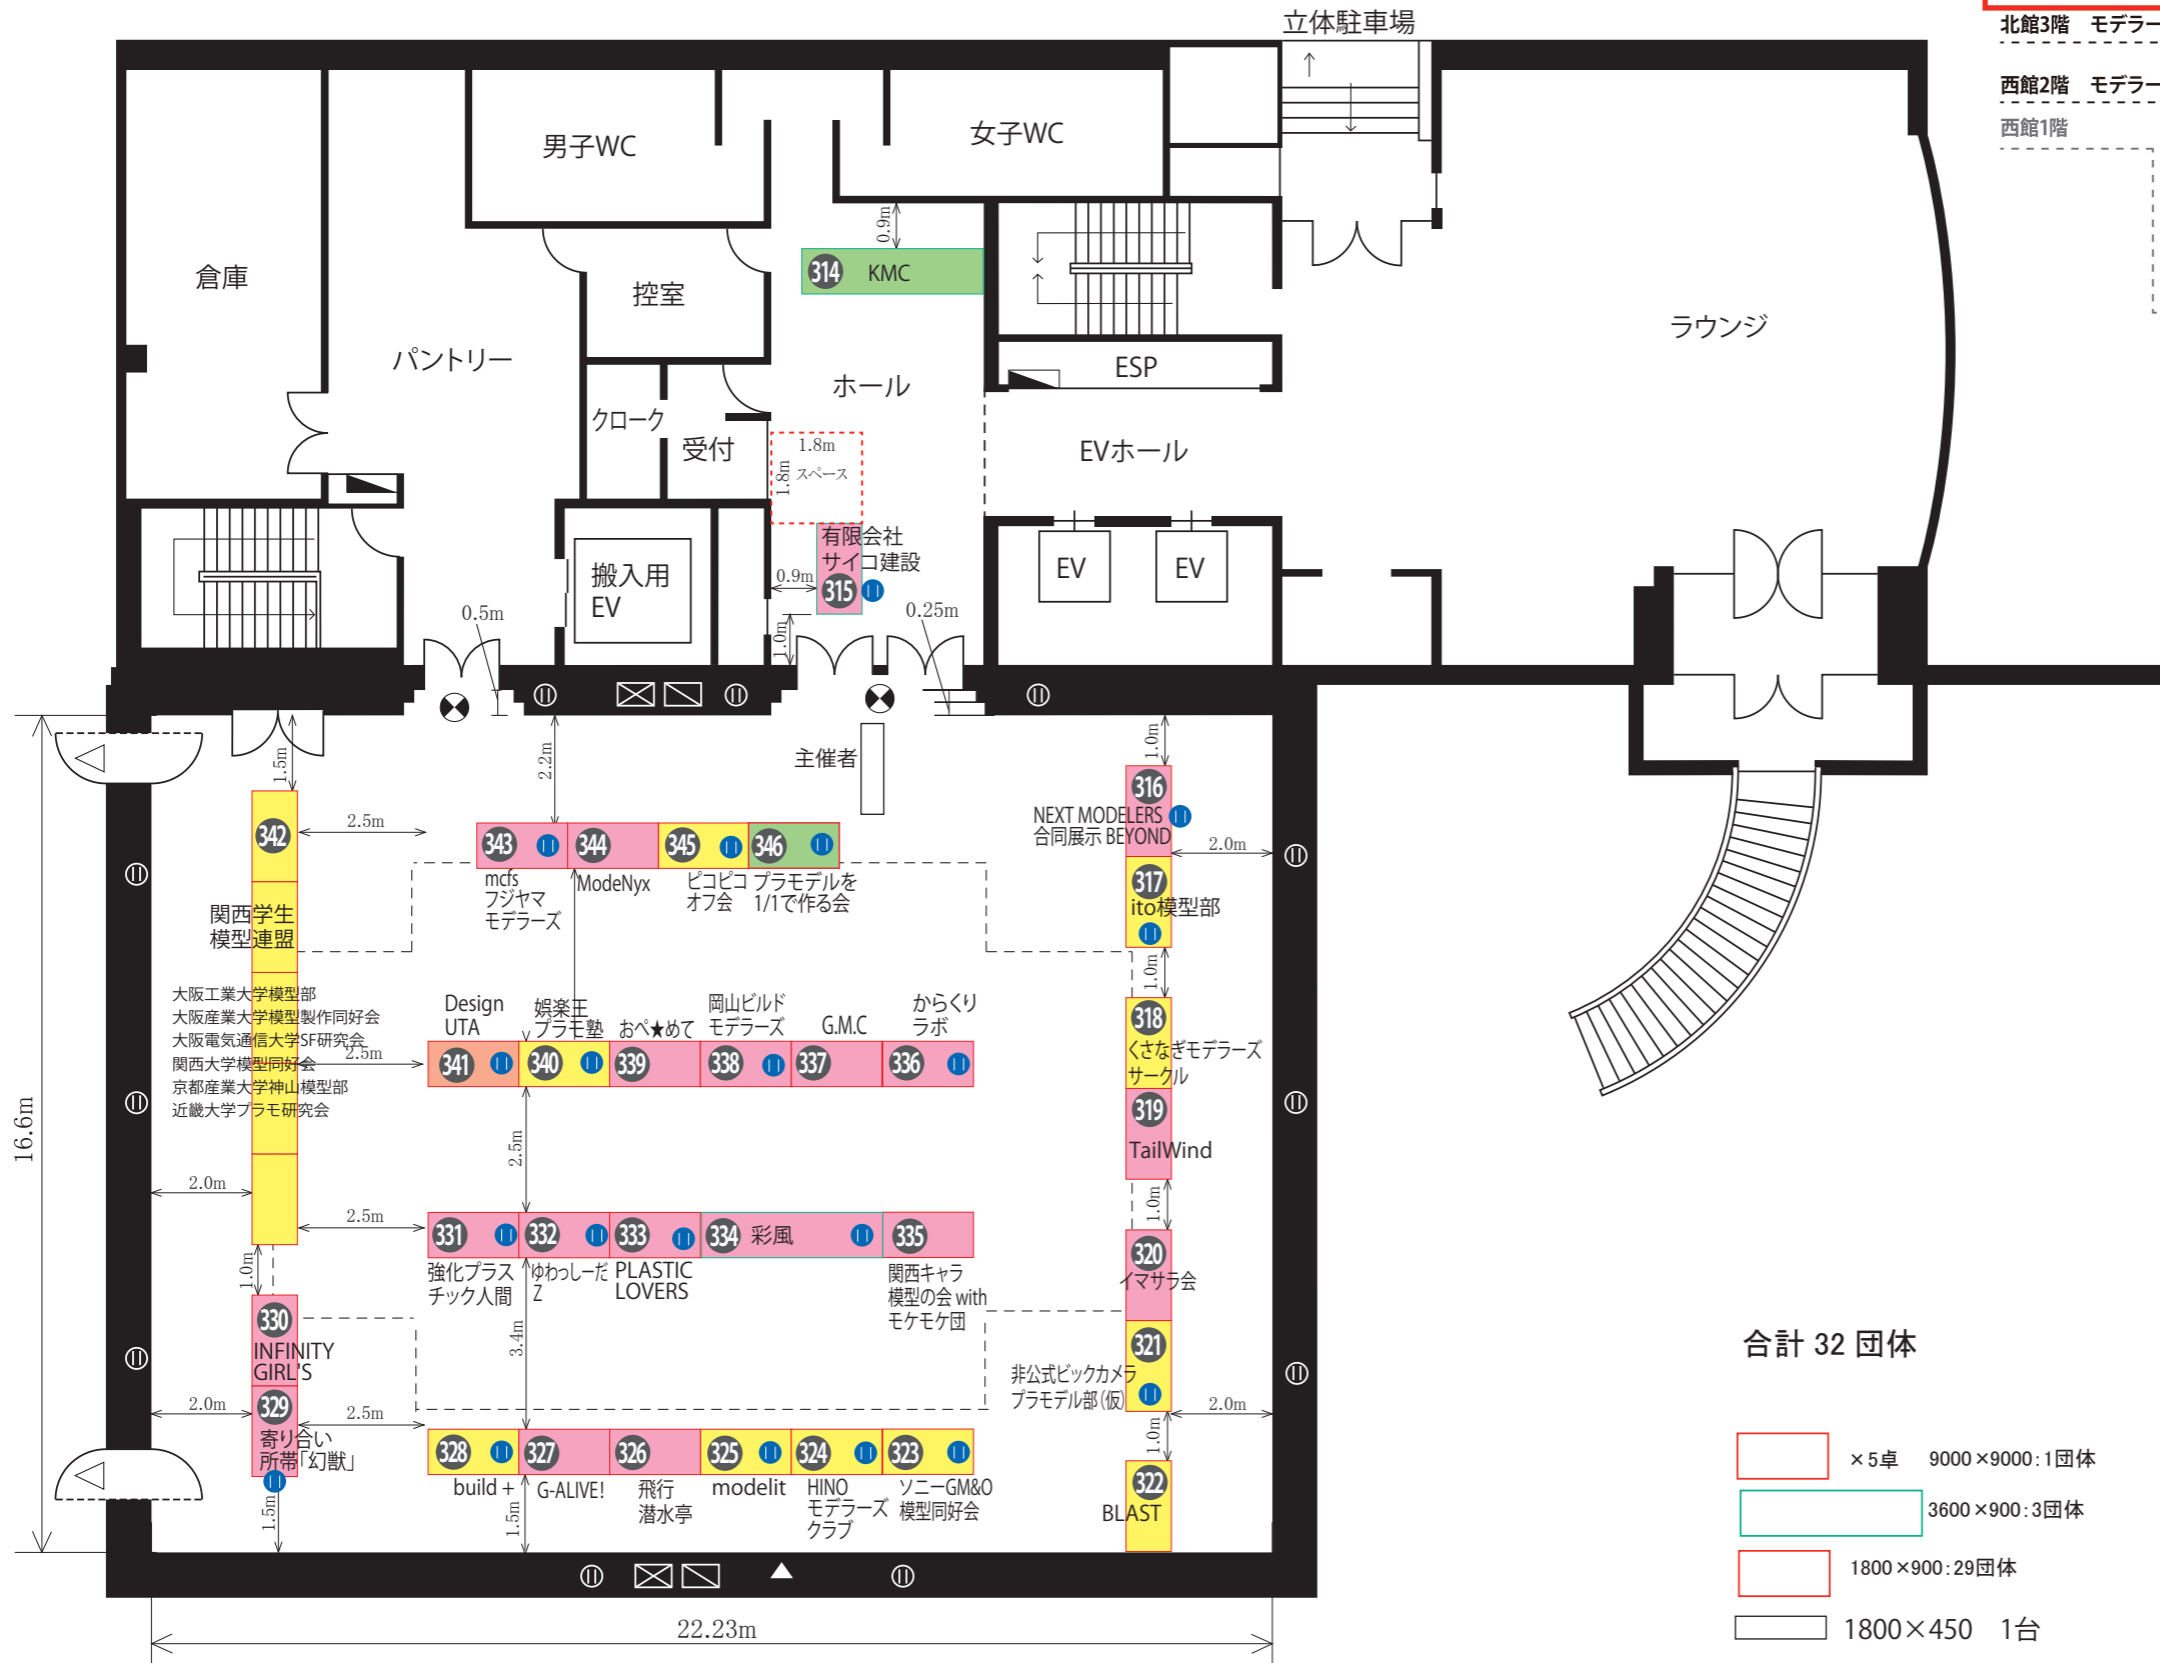 立体駐車場
北館3階 モデラー
西館2階 モデラー
西館1階
男子WC
女子WC
倉庫
控室
0.9m
314 KMC
パントリー
ラウンジ
ホール
ESP
クローク
受付
EVホール
1.8m
1.8m
スペース
有限会社
サイコ建設
315
0.9m
1.0m
搬入用
EV
EV
EV
0.5m
0.25m
主催者
1.5m
2.2m
1.0m
342
2.5m
関西学生
模型連盟
大阪工業大学模型部
大阪産業大学模型製作同好会
大阪電気通信大学SF研究会
関西大学模型同好会
京都産業大学神山模型部
近畿大学プラモ研究会
343
mcfs
フジヤマ
モデラーズ
344
ModeNyx
345
ピコピコ
オフ会
346
プラモデルを
1/1で作る会
316
NEXT MODELERS
合同展示 BEYOND
2.0m
317
ito模型部
1.0m
318
くさなぎモデラーズ
サークル
319
TailWind
1.0m
320
イマサラ会
321
非公式ビックカメラ
プラモデル部(仮)
2.0m
1.0m
322
BLAST
2.5m
Design
UTA
341
娯楽王
プラモ塾
340
おぺ★めて
339
岡山ビルド
モデラーズ
338
G.M.C
337
からくり
ラボ
336
2.5m
16.6m
2.0m
2.5m
331
強化プラス
チック人間
332
ゆわっしーだ
Z
333
PLASTIC
LOVERS
334 彩風
335
関西キャラ
模型の会 with
モケモケ団
1.0m
330
INFINITY
GIRL'S
3.4m
2.0m
329
寄り合い
所帯「幻獣」
2.5m
1.5m
328
build +
327
G-ALIVE!
326
飛行
潜水亭
325
modelit
324
HINO
モデラーズ
クラブ
323
ソニーGM&O
模型同好会
1.5m
22.23m
合計 32 団体
×5卓 9000×9000:1団体
3600×900:3団体
1800×900:29団体
1800×450 1台